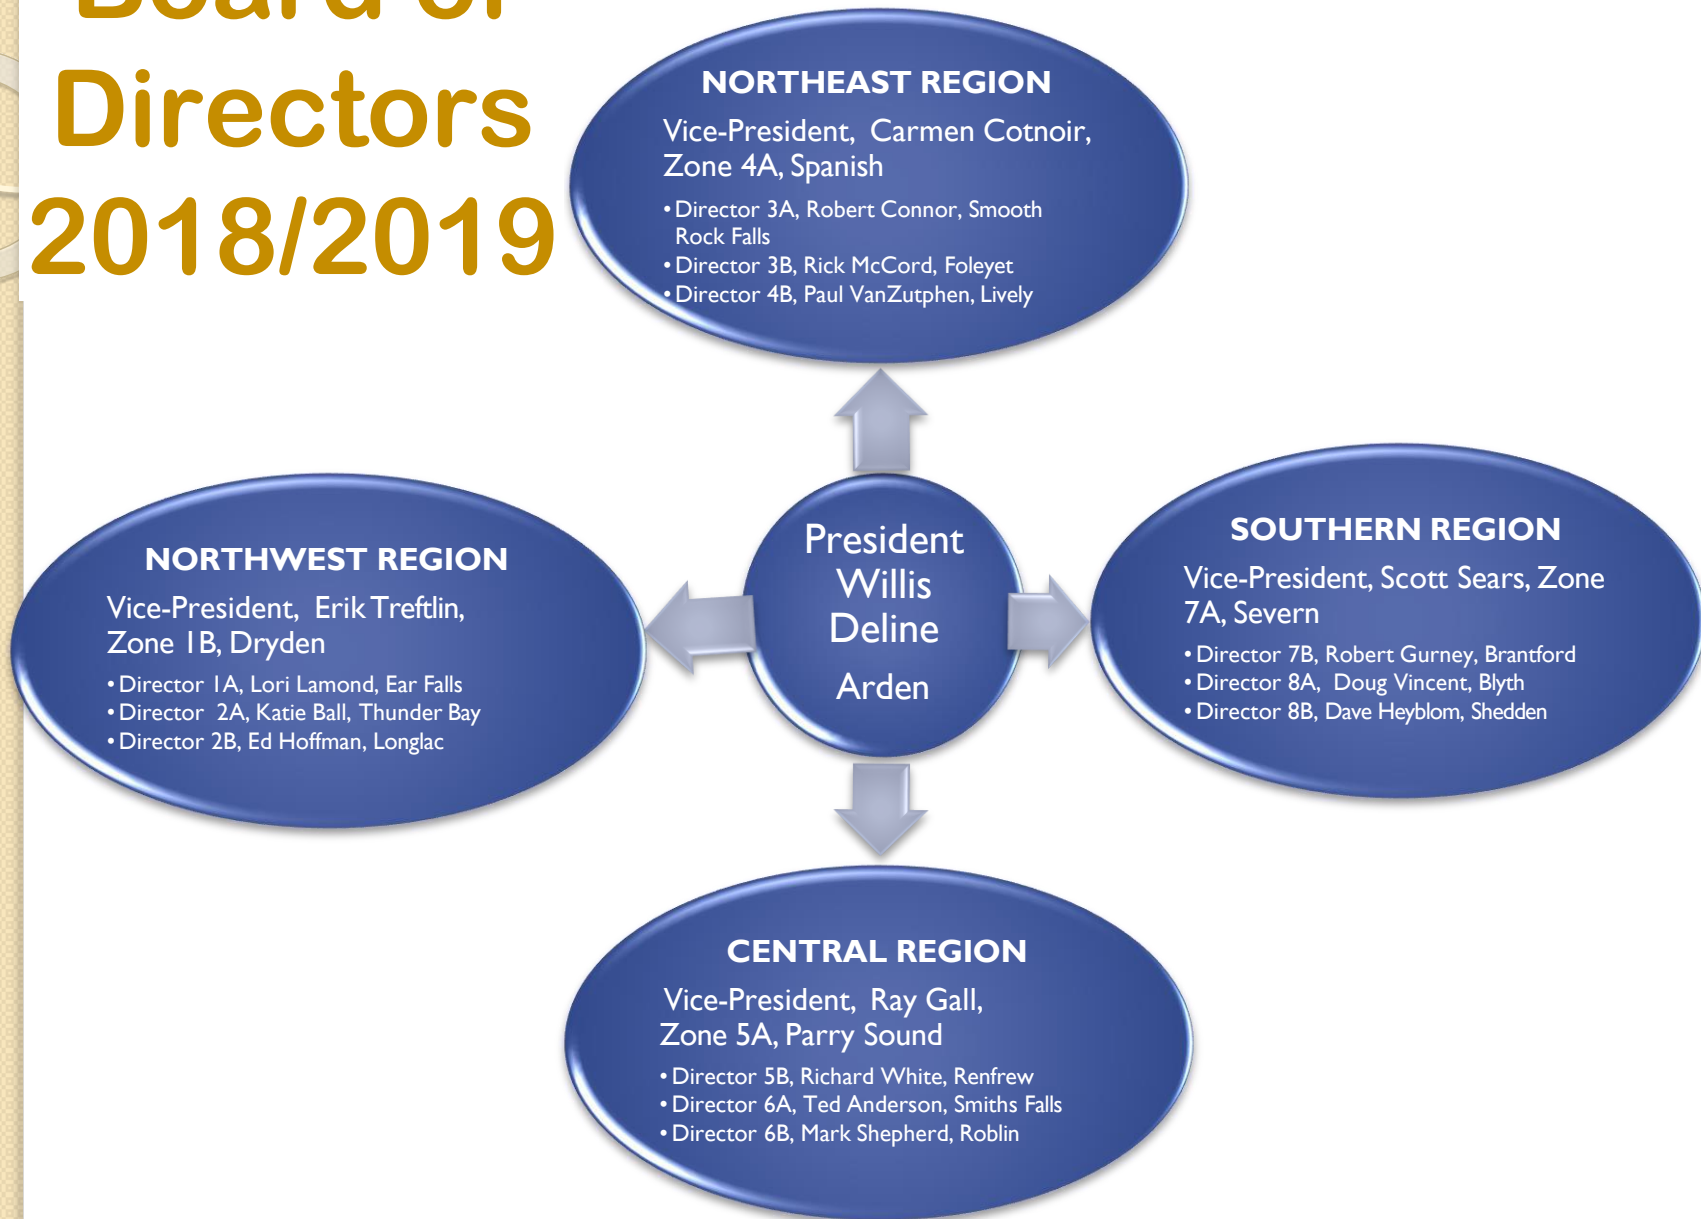 Board of
Directors
2018/2019
NORTHEAST REGION
Vice-President, Carmen Cotnoir,
Zone 4A, Spanish
• Director 3A, Robert Connor, Smooth
Rock Falls
• Director 3B, Rick McCord, Foleyet
• Director 4B, Paul VanZutphen, Lively
NORTHWEST REGION
Vice-President, Erik Treftlin,
Zone 1B, Dryden
• Director 1A, Lori Lamond, Ear Falls
• Director 2A, Katie Ball, Thunder Bay
• Director 2B, Ed Hoffman, Longlac
President
Willis
Deline
Arden
SOUTHERN REGION
Vice-President, Scott Sears, Zone
7A, Severn
• Director 7B, Robert Gurney, Brantford
• Director 8A, Doug Vincent, Blyth
• Director 8B, Dave Heyblom, Shedden
CENTRAL REGION
Vice-President, Ray Gall,
Zone 5A, Parry Sound
• Director 5B, Richard White, Renfrew
• Director 6A, Ted Anderson, Smiths Falls
• Director 6B, Mark Shepherd, Roblin